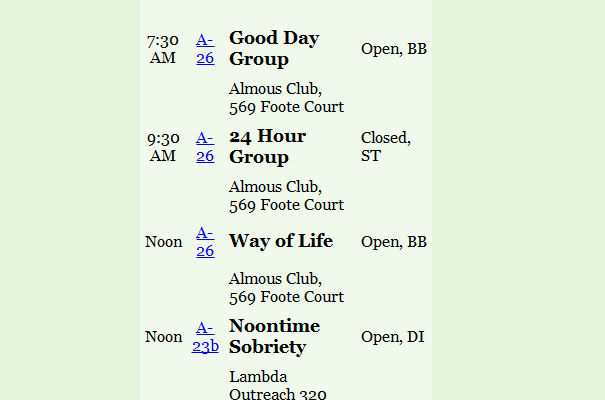 7:30 AM A-26 Good Day Group Open, BB
Almous Club,
569 Foote Court
9:30 AM A-26 24 Hour Group Closed, ST
Almous Club,
569 Foote Court
Noon A-26 Way of Life Open, BB
Almous Club,
569 Foote Court
Noon A-23b Noontime Sobriety Open, DI
Lambda
Outreach 320